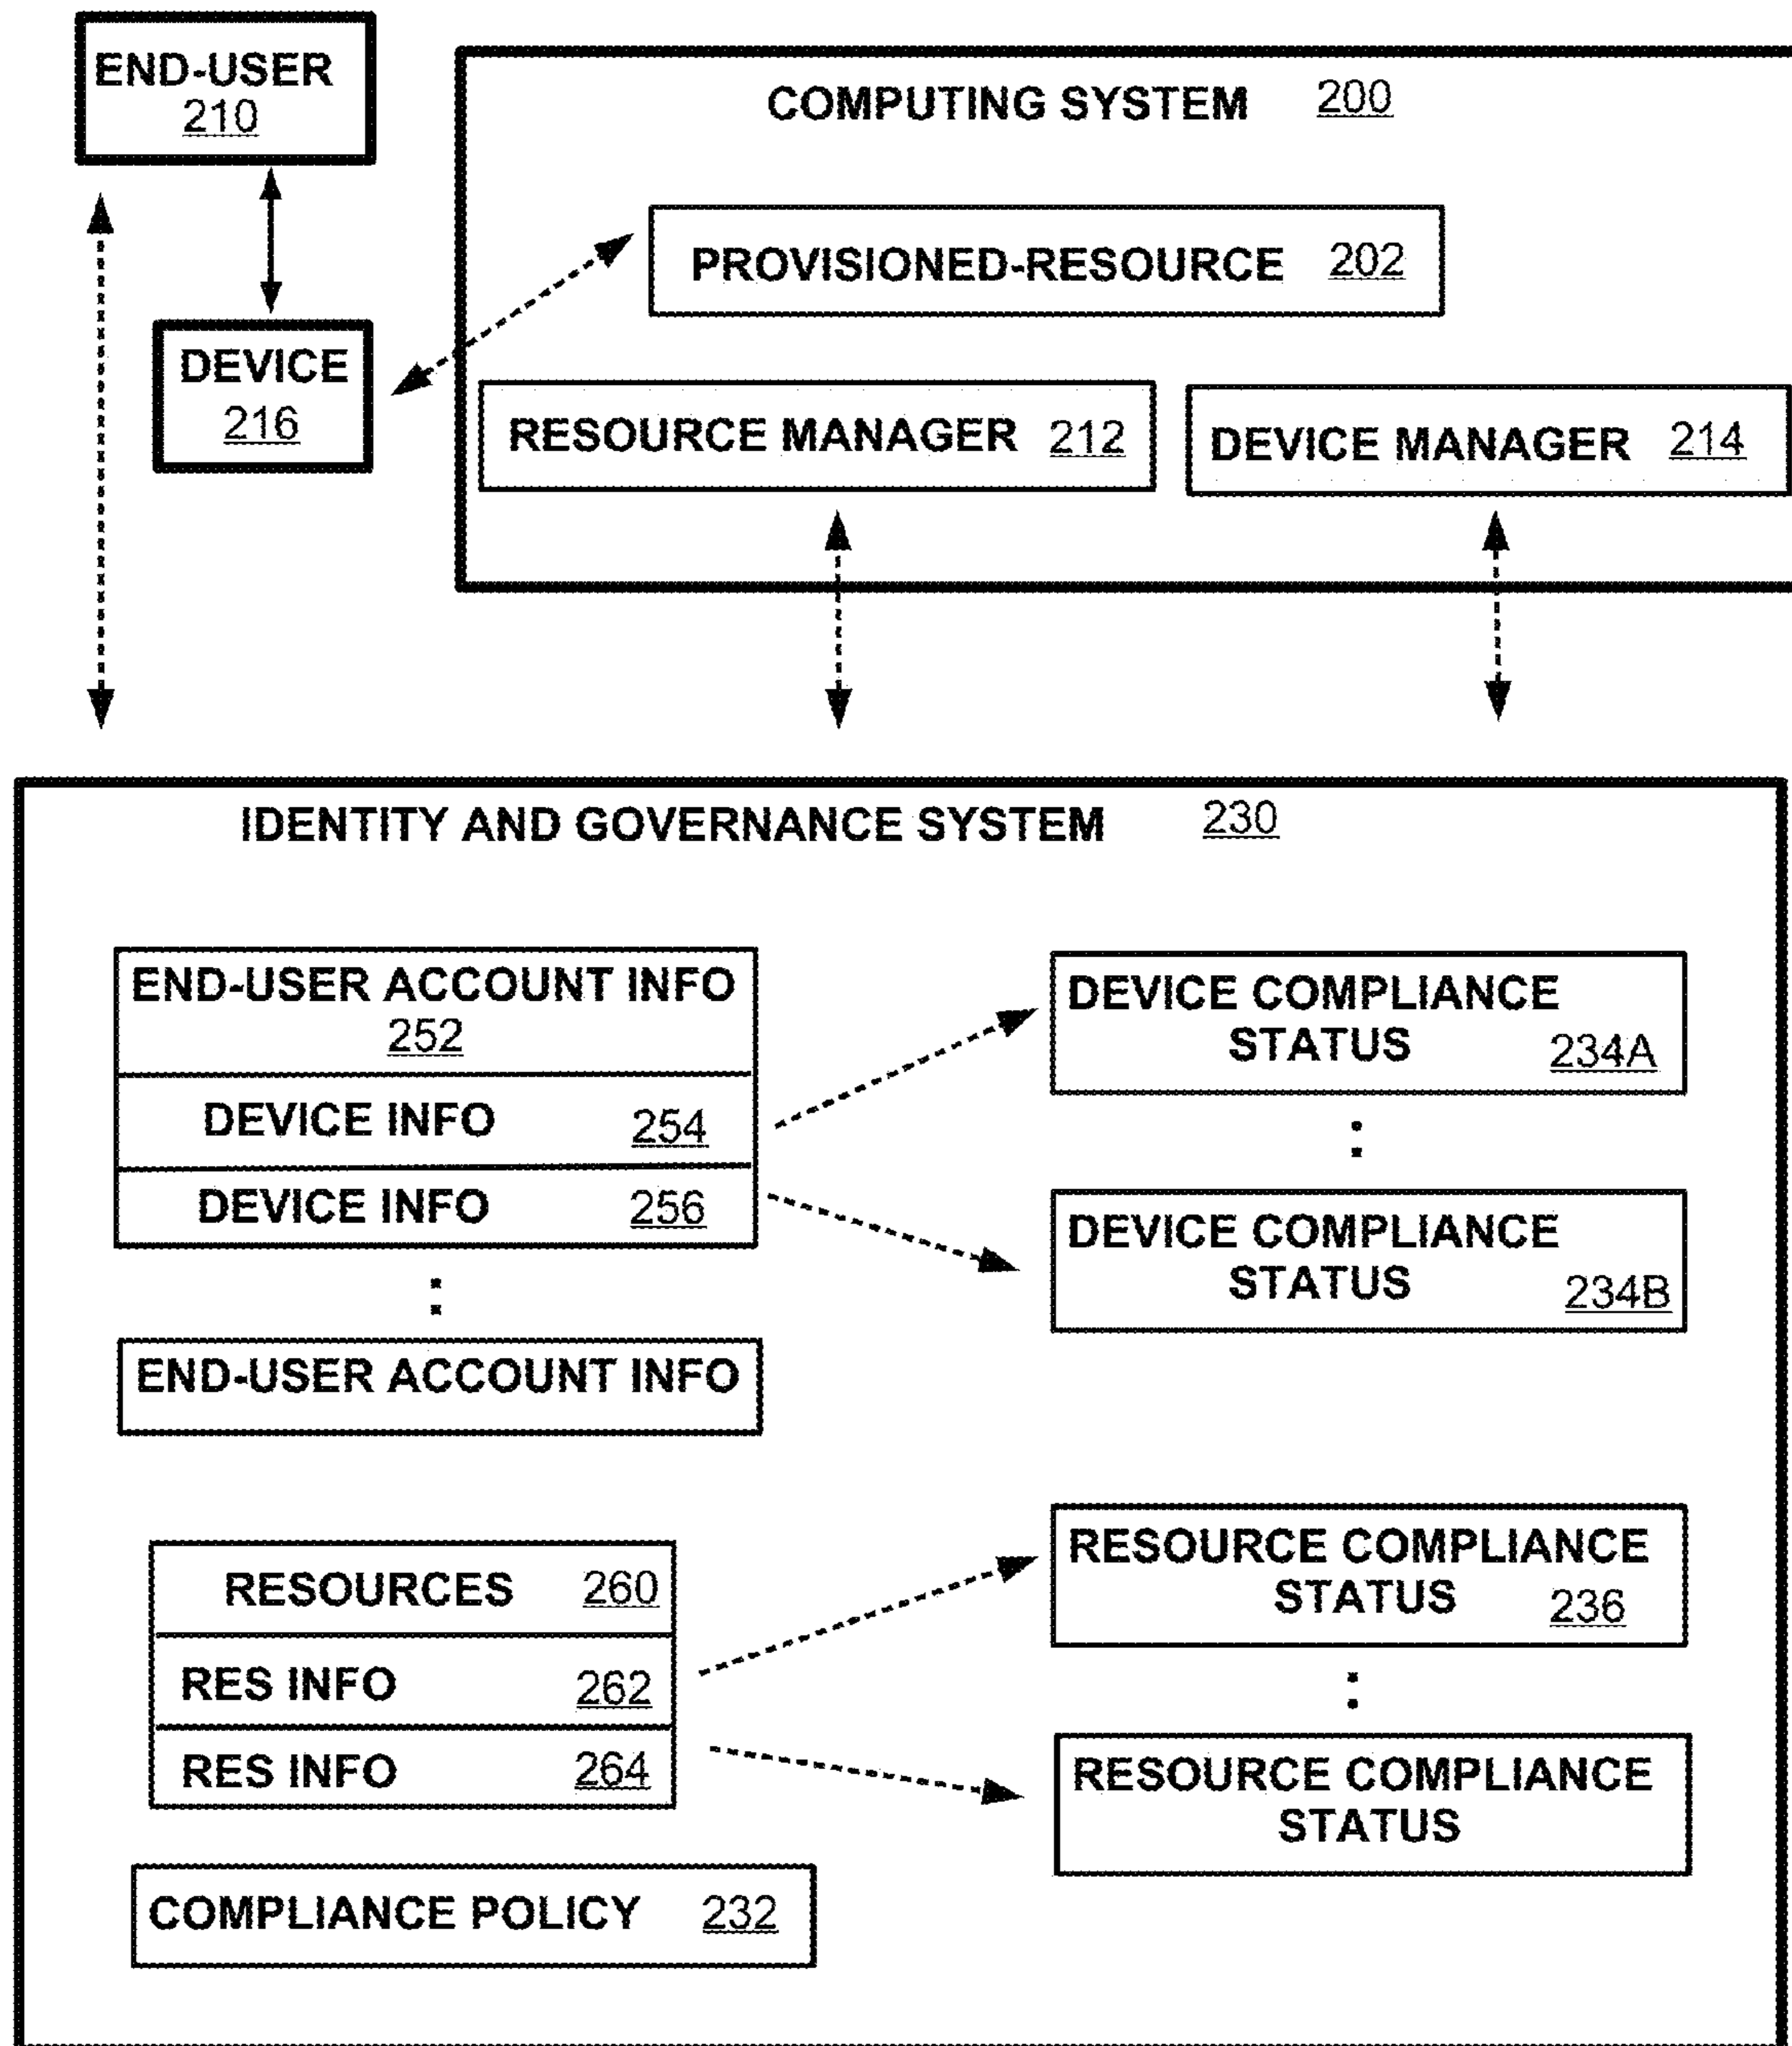 END-USER
210
COMPUTING SYSTEM 200
PROVISIONED-RESOURCE 202
DEVICE
216
RESOURCE MANAGER 212
DEVICE MANAGER 214
IDENTITY AND GOVERNANCE SYSTEM 230
END-USER ACCOUNT INFO
252
DEVICE INFO 254
DEVICE INFO 256
:
END-USER ACCOUNT INFO
DEVICE COMPLIANCE
STATUS 234A
:
DEVICE COMPLIANCE
STATUS 234B
RESOURCES 260
RES INFO 262
RES INFO 264
RESOURCE COMPLIANCE
STATUS 236
:
RESOURCE COMPLIANCE
STATUS
COMPLIANCE POLICY 232